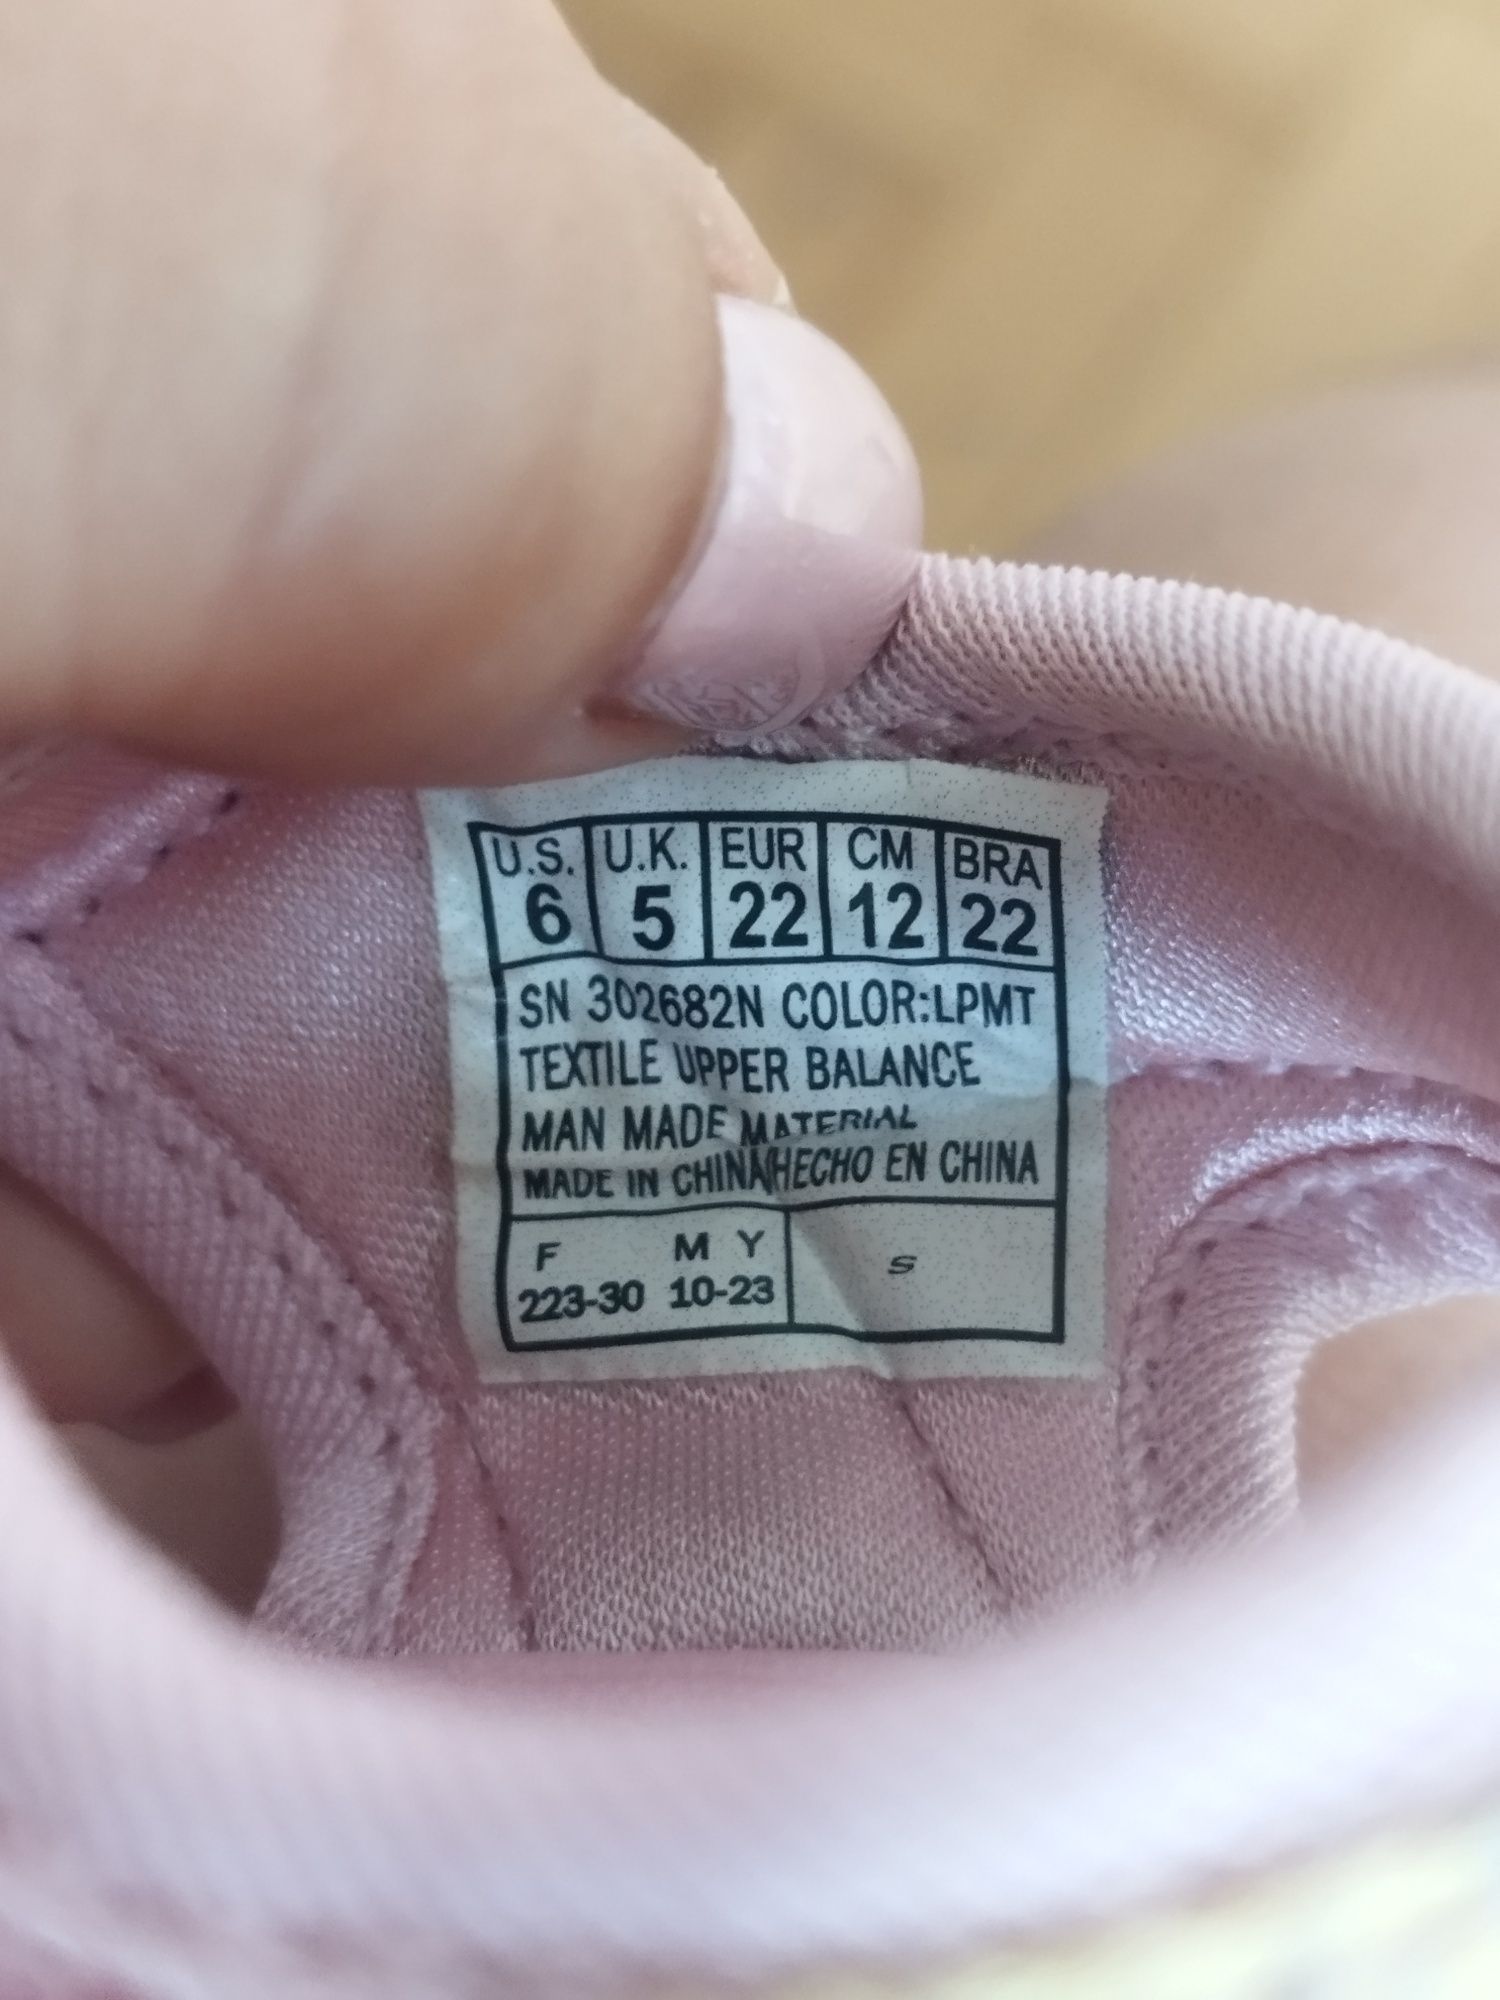 U.S. U.K. EUR CM BRA
6 5 22 12 22
SN 302682N COLOR:LPMT
TEXTILE UPPER BALANCE
MAN MADE MATERIAL
MADE IN CHINA/HECHO EN CHINA
F M Y S
223-30 10-23